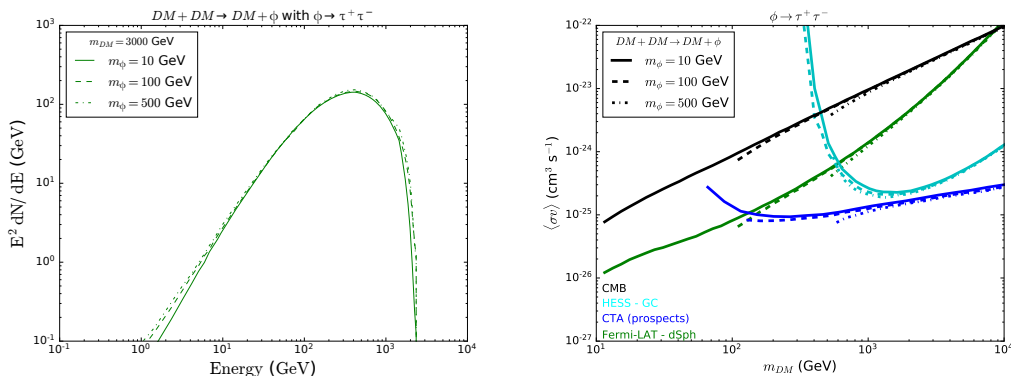 DM + DM → DM + ϕ with ϕ → τ⁺τ⁻
m_DM = 3000 GeV
m_ϕ = 10 GeV
m_ϕ = 100 GeV
m_ϕ = 500 GeV
10³
10²
10¹
10⁰
10⁻¹
E² dN/dE (GeV)
10⁻¹ 10⁰ 10¹ 10² 10³ 10⁴
Energy (GeV)
ϕ → τ⁺ τ⁻
DM + DM → DM + ϕ
m_ϕ = 10 GeV
m_ϕ = 100 GeV
m_ϕ = 500 GeV
10⁻²²
10⁻²³
10⁻²⁴
10⁻²⁵
10⁻²⁶
10⁻²⁷
⟨σv⟩ (cm³ s⁻¹)
CMB
HESS - GC
CTA (prospects)
Fermi-LAT - dSph
10¹ 10² 10³ 10⁴
m_DM (GeV)